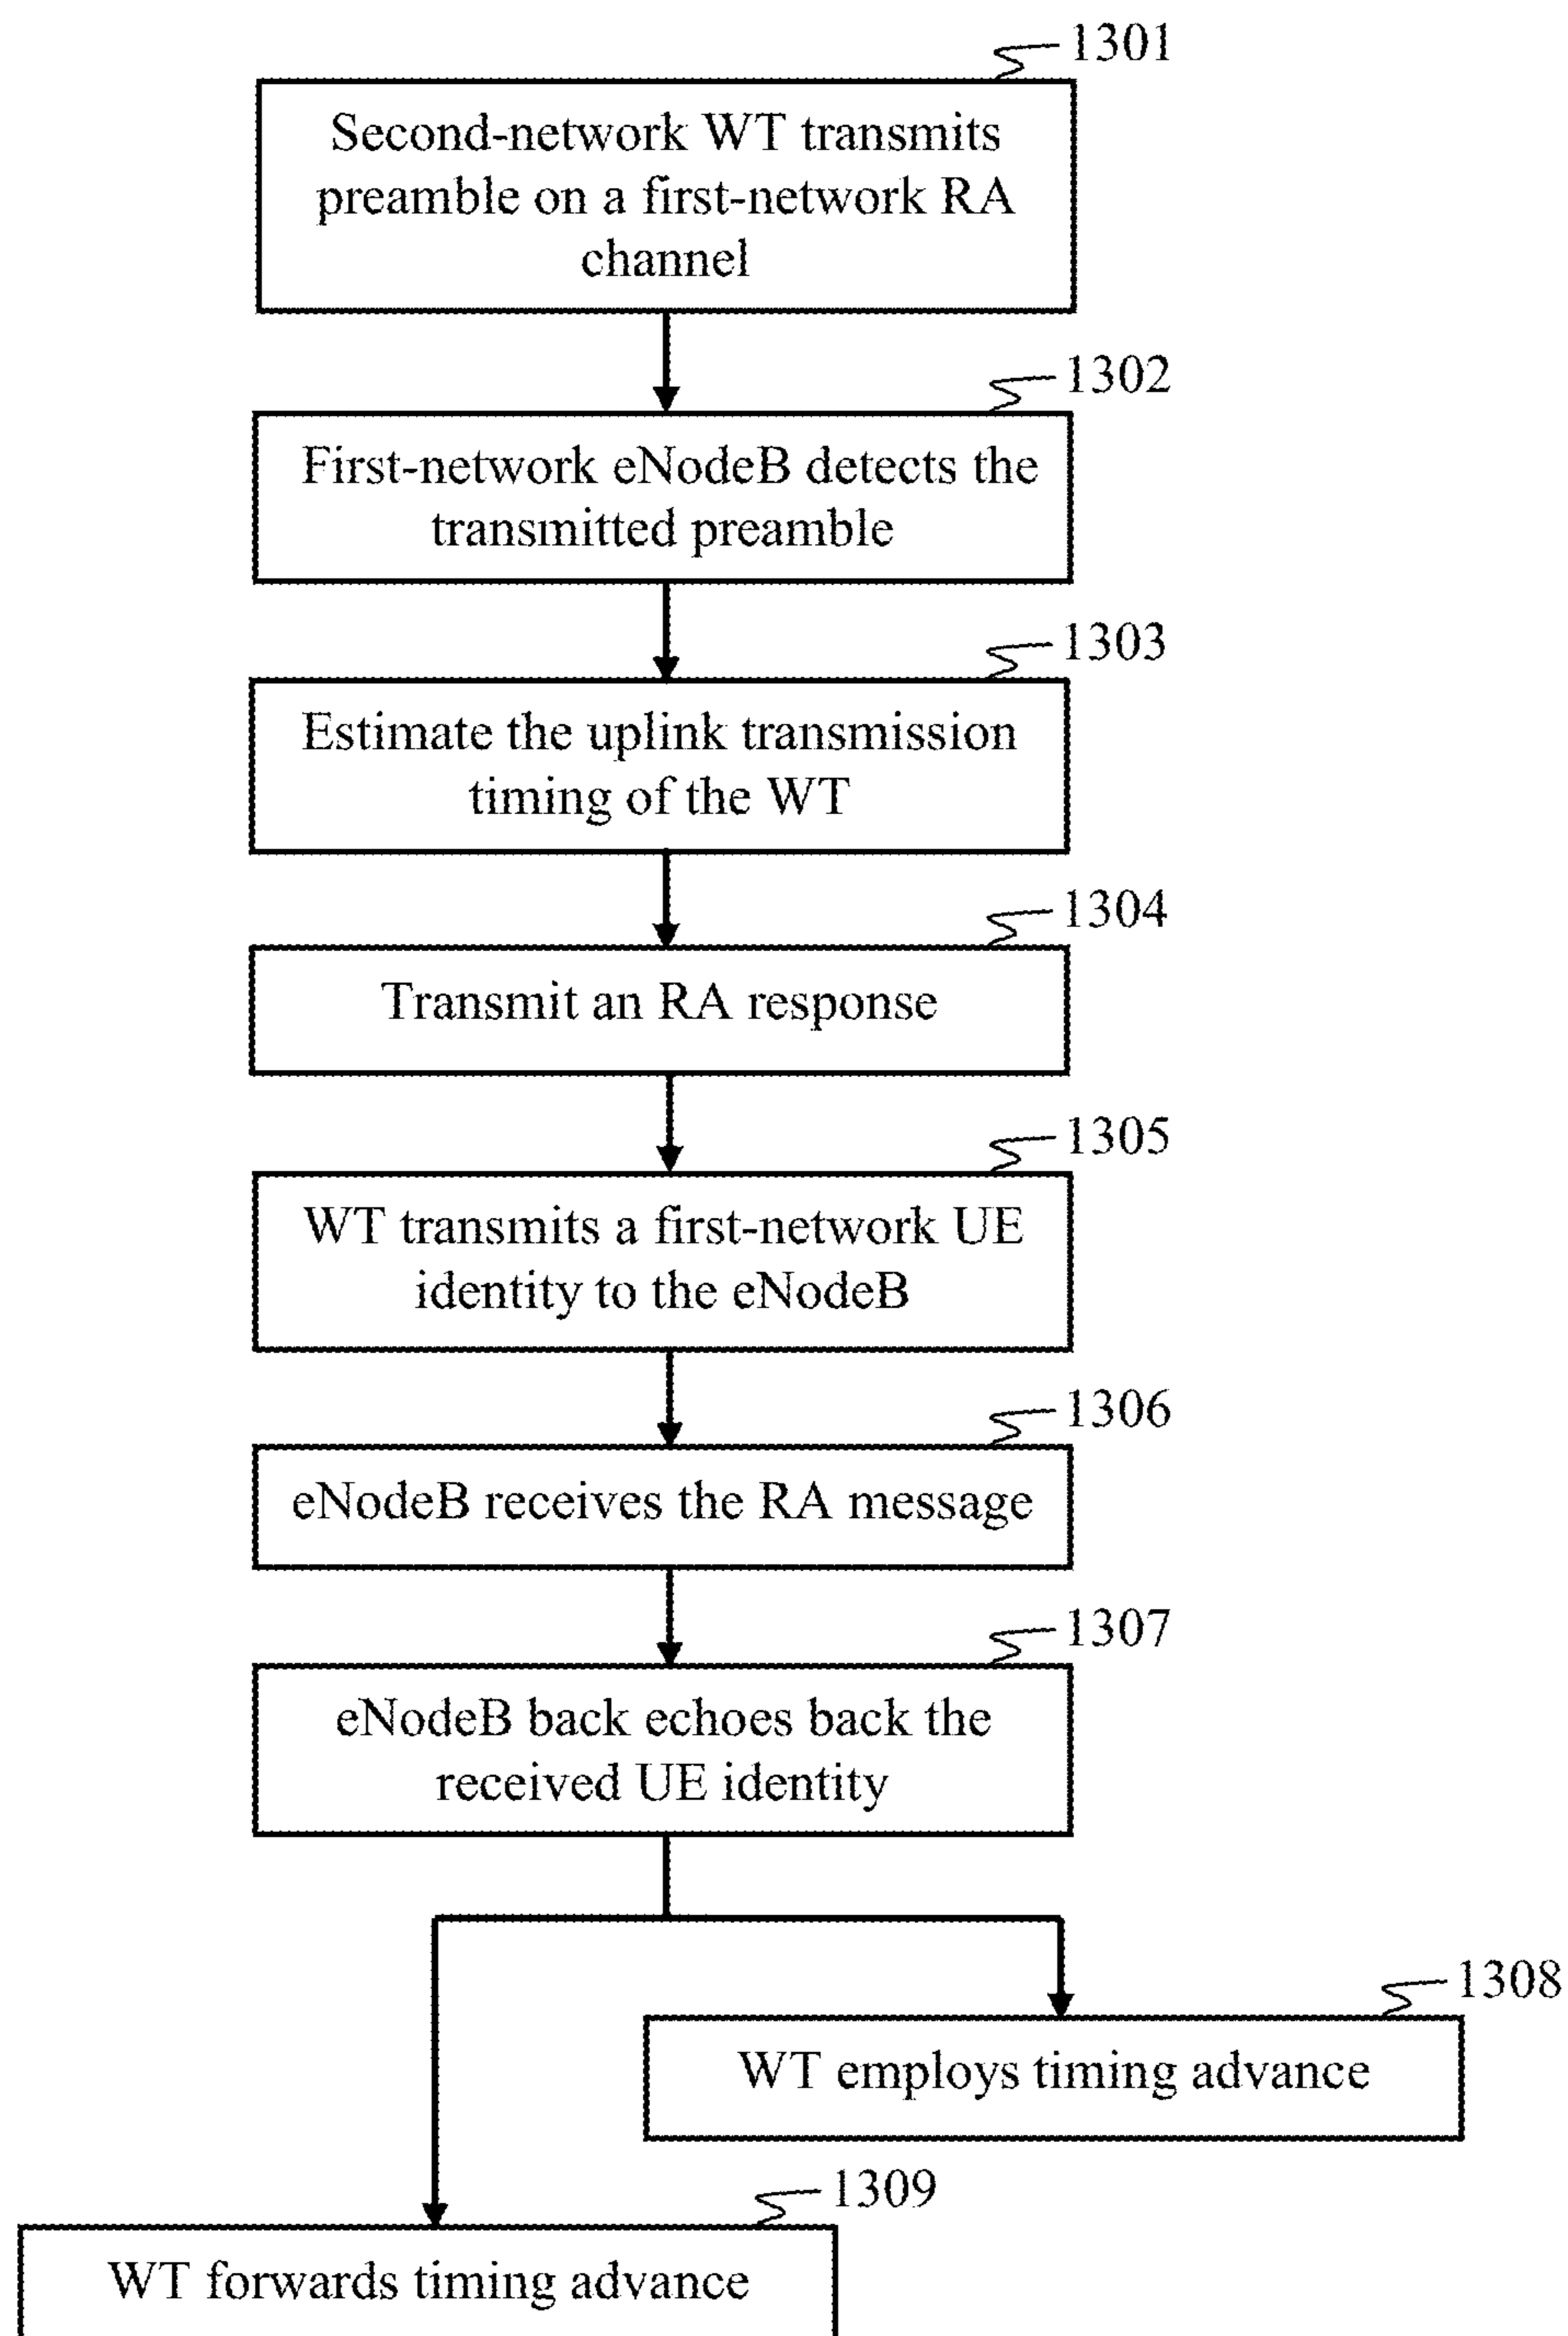 1301
Second-network WT transmits
preamble on a first-network RA
channel
1302
First-network eNodeB detects the
transmitted preamble
1303
Estimate the uplink transmission
timing of the WT
1304
Transmit an RA response
1305
WT transmits a first-network UE
identity to the eNodeB
1306
eNodeB receives the RA message
1307
eNodeB back echoes back the
received UE identity
1308
WT employs timing advance
1309
WT forwards timing advance